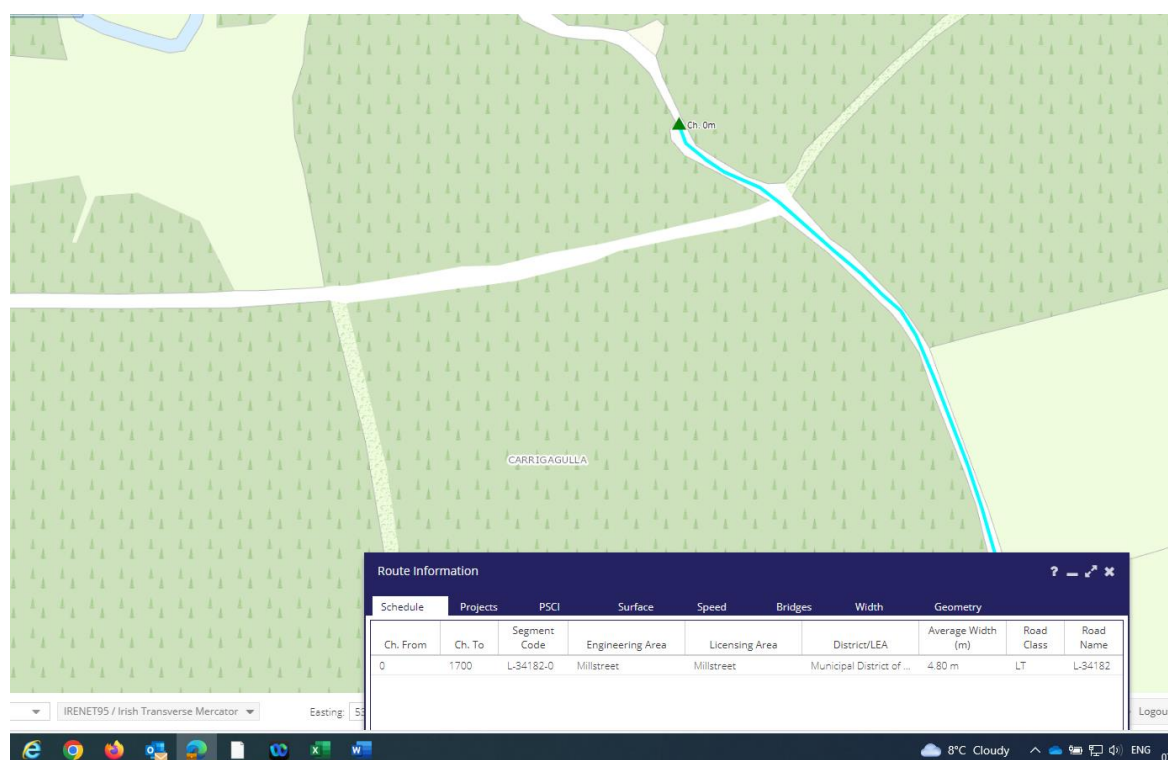 Ch. 0m
CARRIGAGULLA
Route Information ?
Schedule Projects PSCI Surface Speed Bridges Width Geometry
Ch. From Ch. To Segment Code Engineering Area Licensing Area District/LEA Average Width (m) Road Class Road Name
0 1700 L-34182-0 Millstreet Millstreet Municipal District of ... 4.80 m LT L-34182
IRENET95 / Irish Transverse Mercator Easting: Logou
8°C Cloudy ENG